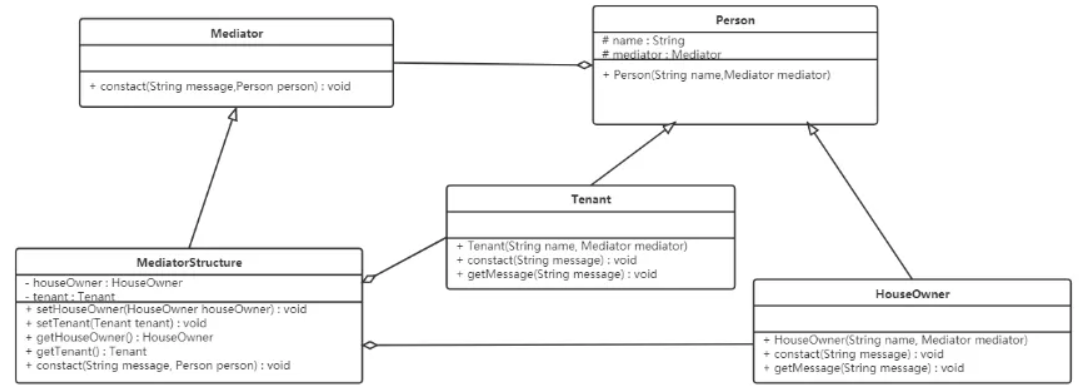 Mediator
+ constact(String message,Person person) : void
Person
# name : String
# mediator : Mediator
+ Person(String name,Mediator mediator)
Tenant
+ Tenant(String name, Mediator mediator)
+ constact(String message) : void
+ getMessage(String message) : void
MediatorStructure
- houseOwner : HouseOwner
- tenant : Tenant
+ setHouseOwner(HouseOwner houseOwner) : void
+ setTenant(Tenant tenant) : void
+ getHouseOwner() : HouseOwner
+ getTenant() : Tenant
+ constact(String message, Person person) : void
HouseOwner
+ HouseOwner(String name, Mediator mediator)
+ constact(String message) : void
+ getMessage(String message) : void